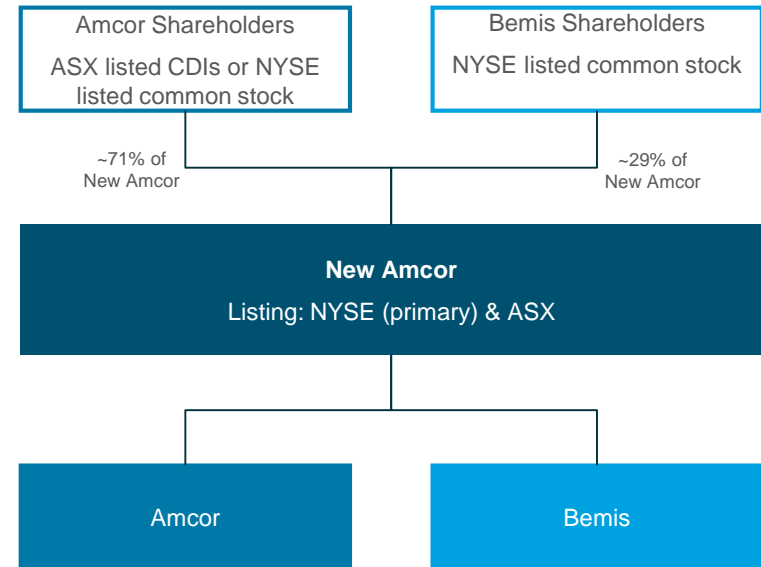 Amcor Shareholders
ASX listed CDIs or NYSE
listed common stock
Bemis Shareholders
NYSE listed common stock
~71% of
New Amcor
~29% of
New Amcor
New Amcor
Listing: NYSE (primary) & ASX
Amcor
Bemis